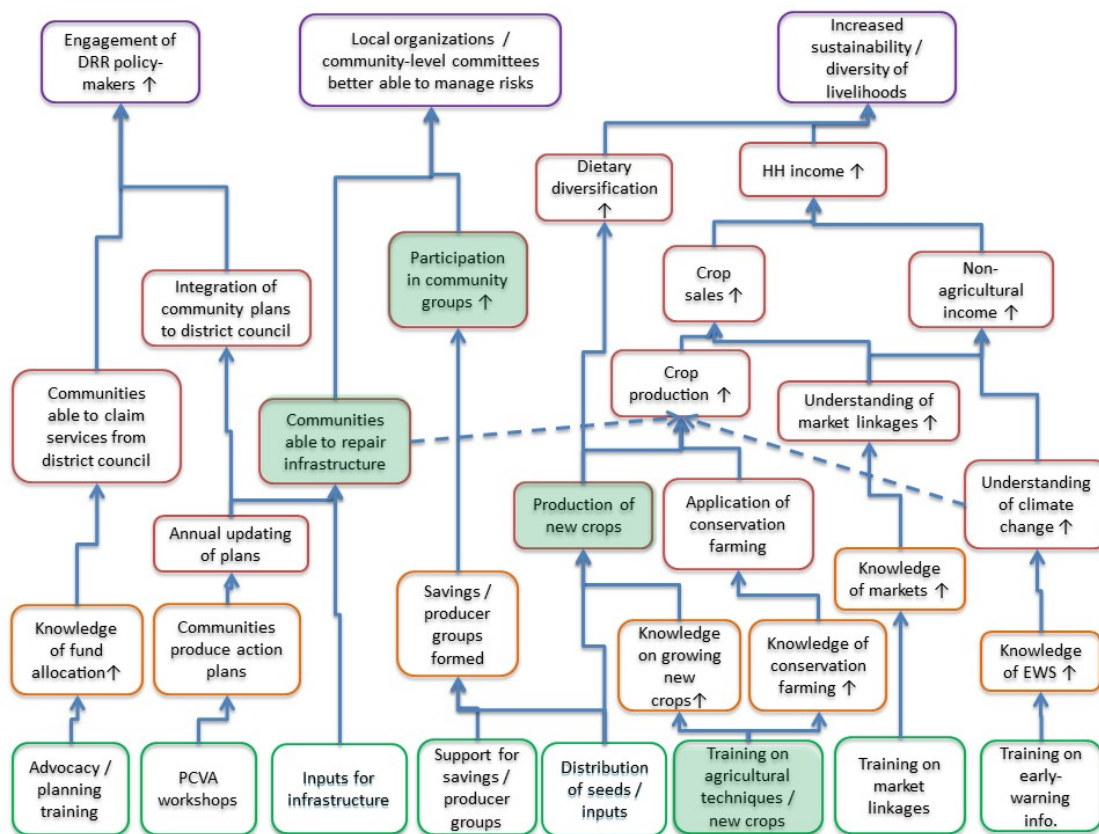 Engagement of
DRR policy-
makers ↑
Local organizations /
community-level committees
better able to manage risks
Increased
sustainability /
diversity of
livelihoods
Dietary
diversification
↑
HH income ↑
Participation
in community
groups ↑
Crop
sales ↑
Non-
agricultural
income ↑
Integration of
community plans
to district council
Crop
production ↑
Communities
able to claim
services from
district council
Communities
able to repair
infrastructure
Understanding of
market linkages ↑
Production of
new crops
Application of
conservation
farming
Understanding
of climate
change ↑
Annual updating
of plans
Knowledge
of markets ↑
Knowledge
of fund
allocation↑
Communities
produce action
plans
Savings /
producer
groups
formed
Knowledge
on growing
new
crops↑
Knowledge of
conservation
farming ↑
Knowledge
of EWS ↑
Advocacy /
planning
training
PCVA
workshops
Inputs for
infrastructure
Support for
savings /
producer
groups
Distribution
of seeds /
inputs
Training on
agricultural
techniques /
new crops
Training on
market
linkages
Training on
early-
warning
info.